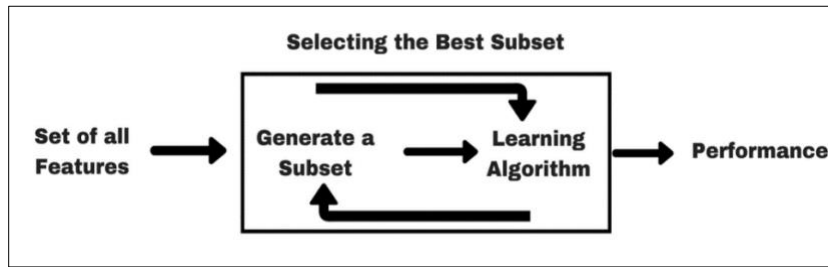 Selecting the Best Subset
Set of all
Features
Generate a
Subset
Learning
Algorithm
Performance